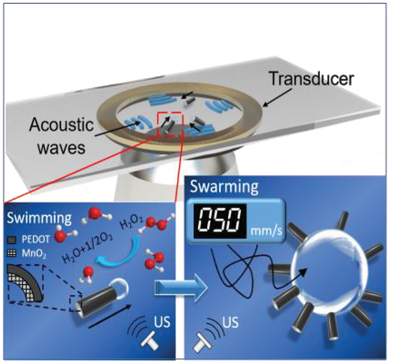 Transducer
Acoustic
waves
Swimming
PEDOT
MnO₂
H₂O₂
H₂O+1/2O₂
US
Swarming
050 mm/s
US